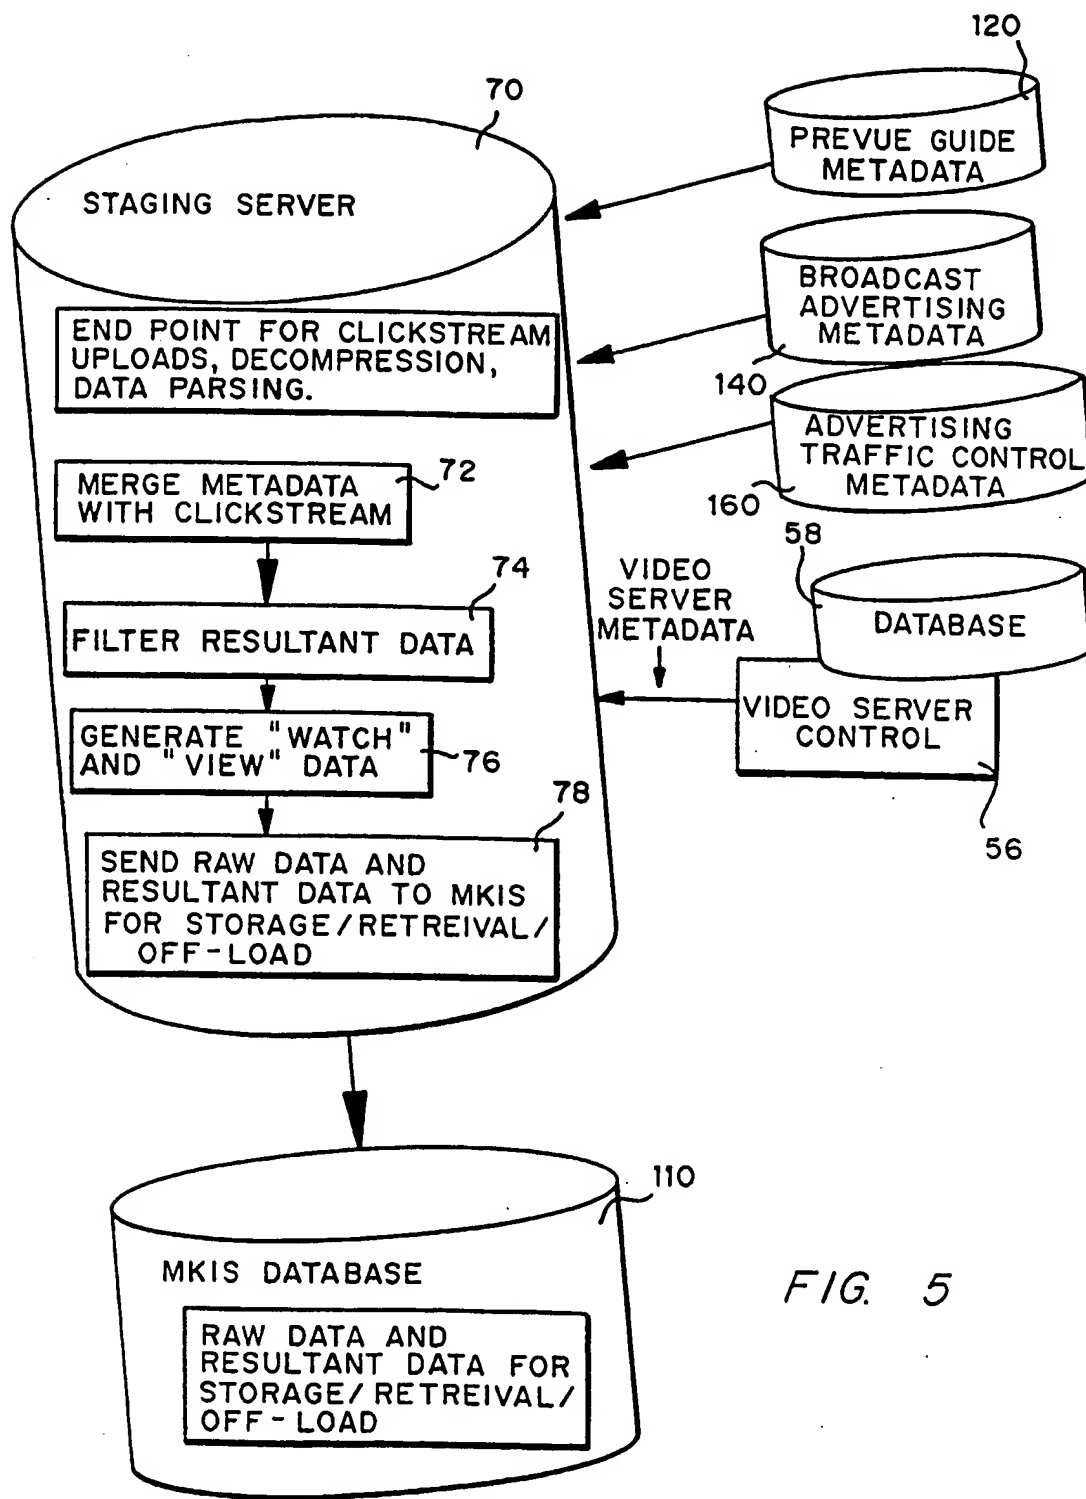 120
70
PREVUE GUIDE
METADATA
STAGING SERVER
BROADCAST
ADVERTISING
METADATA
140
END POINT FOR CLICKSTREAM
UPLOADS, DECOMPRESSION,
DATA PARSING.
ADVERTISING
TRAFFIC CONTROL
METADATA
160
72
MERGE METADATA
WITH CLICKSTREAM
58
DATABASE
VIDEO
SERVER
METADATA
74
FILTER RESULTANT DATA
VIDEO SERVER
CONTROL
56
GENERATE "WATCH"
AND "VIEW" DATA
76
78
SEND RAW DATA AND
RESULTANT DATA TO MKIS
FOR STORAGE/RETREIVAL/
OFF-LOAD
110
MKIS DATABASE
RAW DATA AND
RESULTANT DATA FOR
STORAGE/RETREIVAL/
OFF-LOAD
FIG. 5